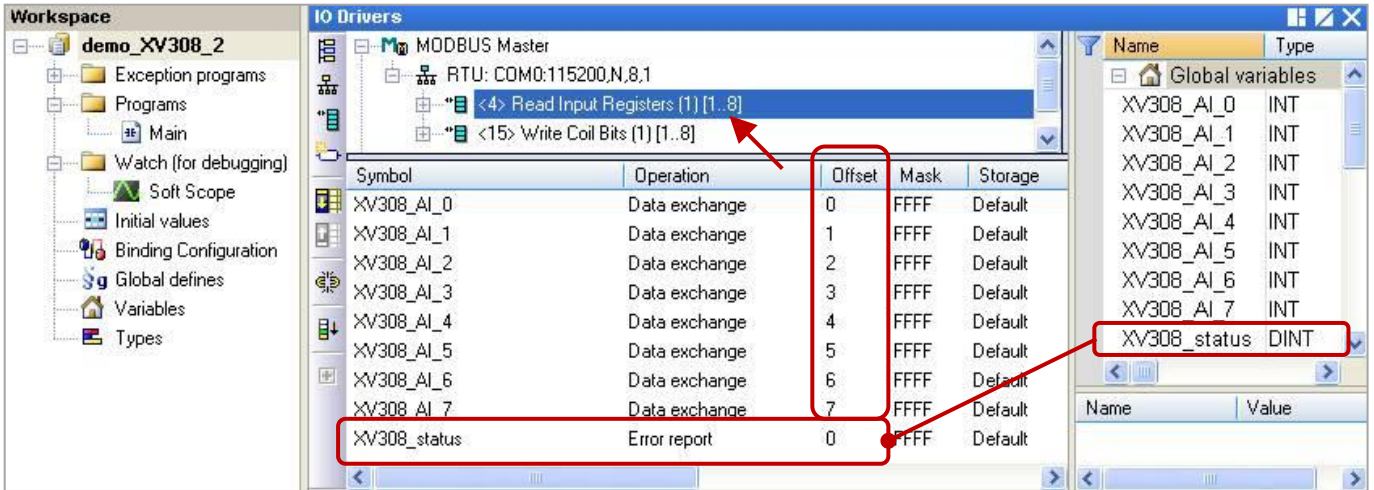 Workspace
demo_XV308_2
Exception programs
Programs
Main
Watch (for debugging)
Soft Scope
Initial values
Binding Configuration
Global defines
Variables
Types
IO Drivers
MODBUS Master
RTU: COM0:115200,N,8,1
<4> Read Input Registers (1) [1..8]
<15> Write Coil Bits (1) [1..8]
Symbol Operation Offset Mask Storage
XV308_AI_0 Data exchange 0 FFFF Default
XV308_AI_1 Data exchange 1 FFFF Default
XV308_AI_2 Data exchange 2 FFFF Default
XV308_AI_3 Data exchange 3 FFFF Default
XV308_AI_4 Data exchange 4 FFFF Default
XV308_AI_5 Data exchange 5 FFFF Default
XV308_AI_6 Data exchange 6 FFFF Default
XV308_AI_7 Data exchange 7 FFFF Default
XV308_status Error report 0 FFFF Default
Name Type
Global variables
XV308_AI_0 INT
XV308_AI_1 INT
XV308_AI_2 INT
XV308_AI_3 INT
XV308_AI_4 INT
XV308_AI_5 INT
XV308_AI_6 INT
XV308_AI_7 INT
XV308_status DINT
Name Value